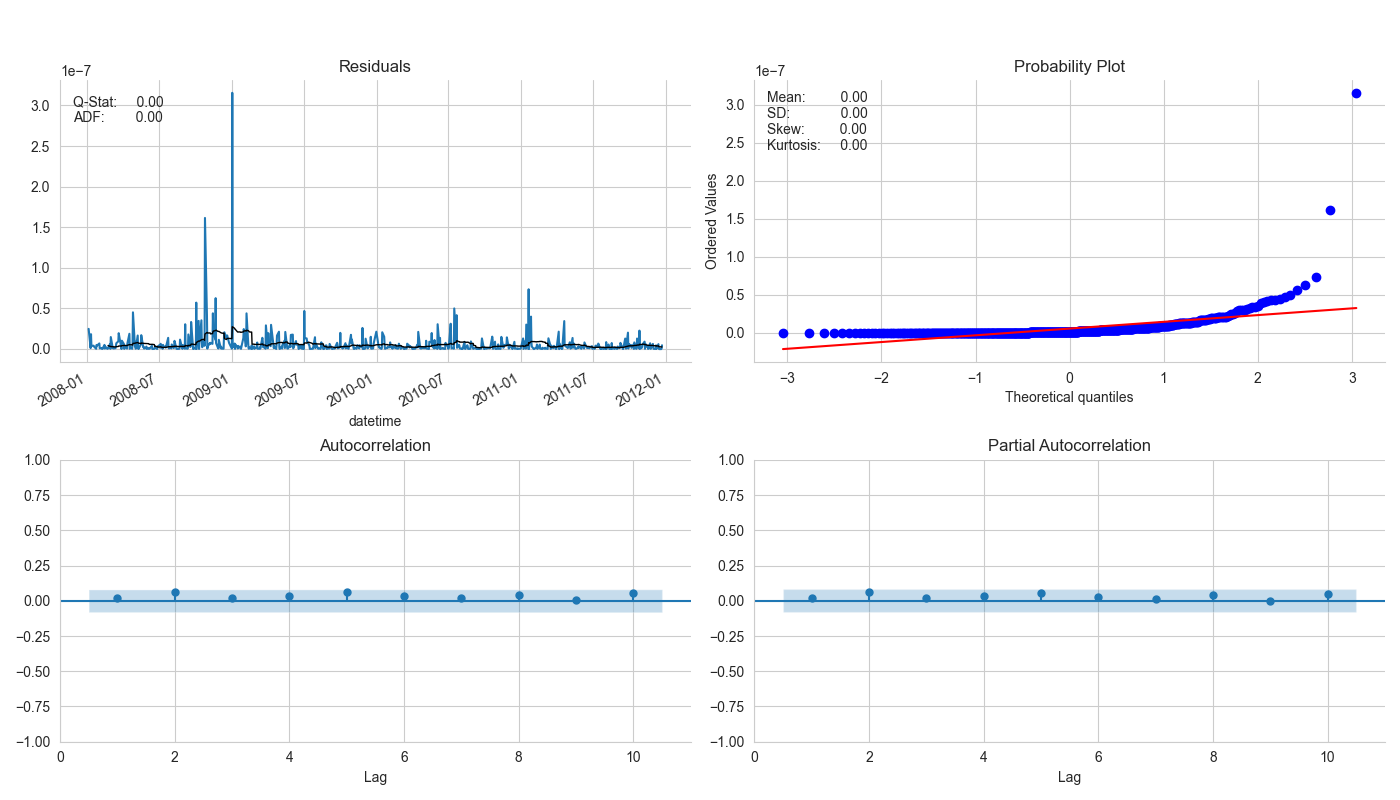 Residuals
1e−7
Q-Stat: 0.00
ADF: 0.00
3.0
2.5
2.0
1.5
1.0
0.5
0.0
2008-01
2008-07
2009-01
2009-07
2010-01
2010-07
2011-01
2011-07
2012-01
datetime
Probability Plot
1e−7
Mean: 0.00
SD: 0.00
Skew: 0.00
Kurtosis: 0.00
Ordered Values
3.0
2.5
2.0
1.5
1.0
0.5
0.0
−3 −2 −1 0 1 2 3
Theoretical quantiles
Autocorrelation
1.00
0.75
0.50
0.25
0.00
−0.25
−0.50
−0.75
−1.00
0 2 4 6 8 10
Lag
Partial Autocorrelation
1.00
0.75
0.50
0.25
0.00
−0.25
−0.50
−0.75
−1.00
0 2 4 6 8 10
Lag